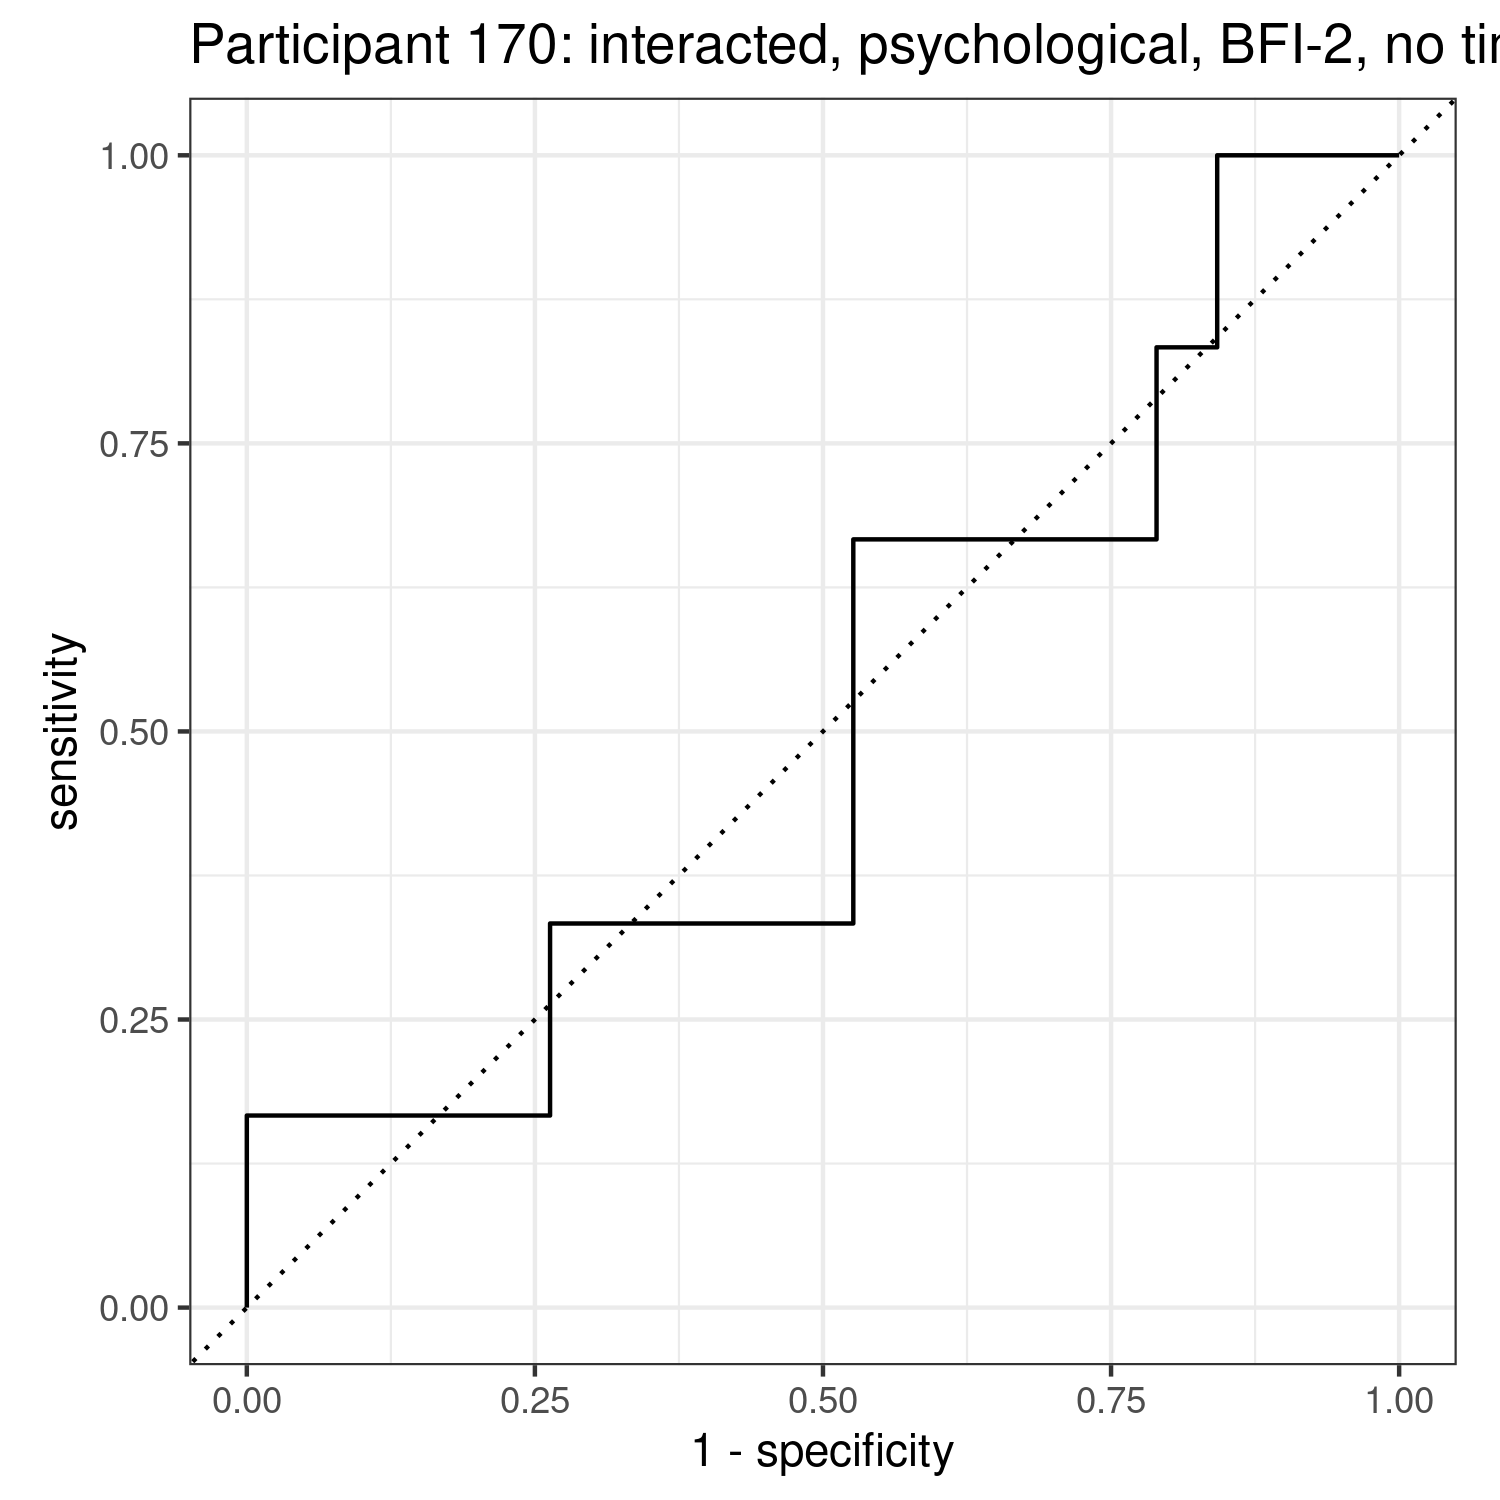 Participant 170: interacted, psychological, BFI-2, no
1.00
0.75
0.50
0.25
0.00
sensitivity
0.00 0.25 0.50 0.75 1.00
1 - specificity